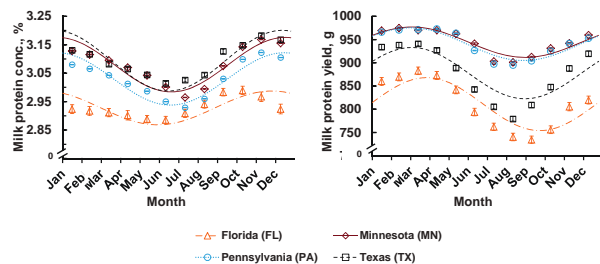 Milk protein conc., %
3.25
3.15
3.05
2.95
2.85
0
Jan
Feb
Mar
Apr
May
Jun
Jul
Aug
Sep
Oct
Nov
Dec
Month
Milk protein yield, g
1000
950
900
850
800
750
0
Jan
Feb
Mar
Apr
May
Jun
Jul
Aug
Sep
Oct
Nov
Dec
Month
Florida (FL)
Minnesota (MN)
Pennsylvania (PA)
Texas (TX)